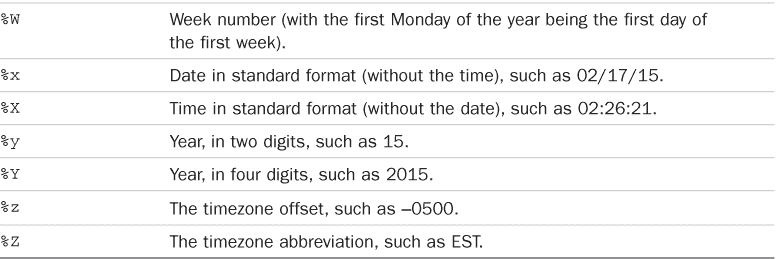 %W Week number (with the first Monday of the year being the first day of
the first week).
%x Date in standard format (without the time), such as 02/17/15.
%X Time in standard format (without the date), such as 02:26:21.
%y Year, in two digits, such as 15.
%Y Year, in four digits, such as 2015.
%z The timezone offset, such as –0500.
%Z The timezone abbreviation, such as EST.